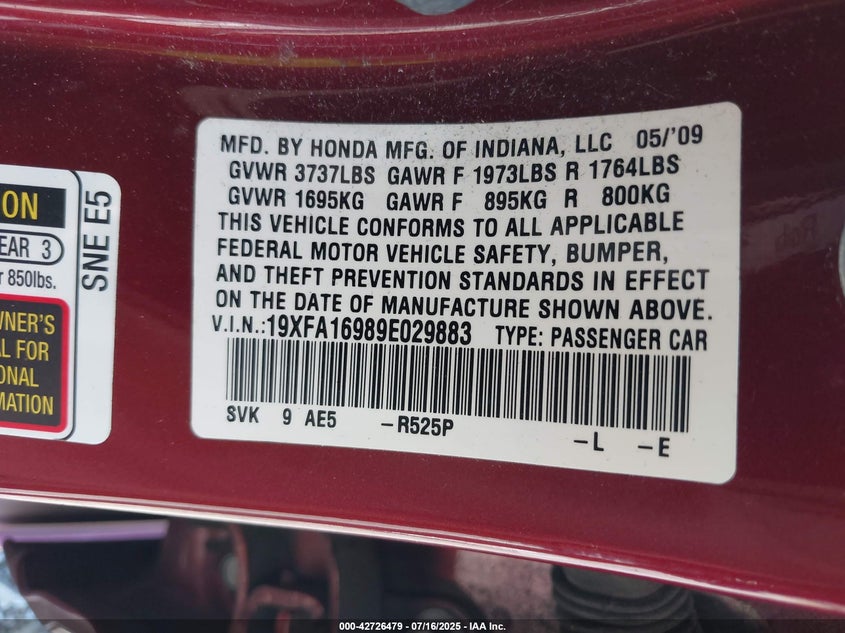 MFD. BY HONDA MFG. OF INDIANA, LLC 05/'09
GVWR 3737LBS GAWR F 1973LBS R 1764LBS
GVWR 1695KG GAWR F 895KG R 800KG
THIS VEHICLE CONFORMS TO ALL APPLICABLE
FEDERAL MOTOR VEHICLE SAFETY, BUMPER,
AND THEFT PREVENTION STANDARDS IN EFFECT
ON THE DATE OF MANUFACTURE SHOWN ABOVE.
V.I.N.:19XFA16989E029883 TYPE: PASSENGER CAR
SVK 9 AE5 -R525P -L -E
ION
EAR 3
r 850lbs.
WNER'S
AL FOR
ONAL
MATION
SNE E5
000-42726479 - 07/16/2025 - IAA Inc.